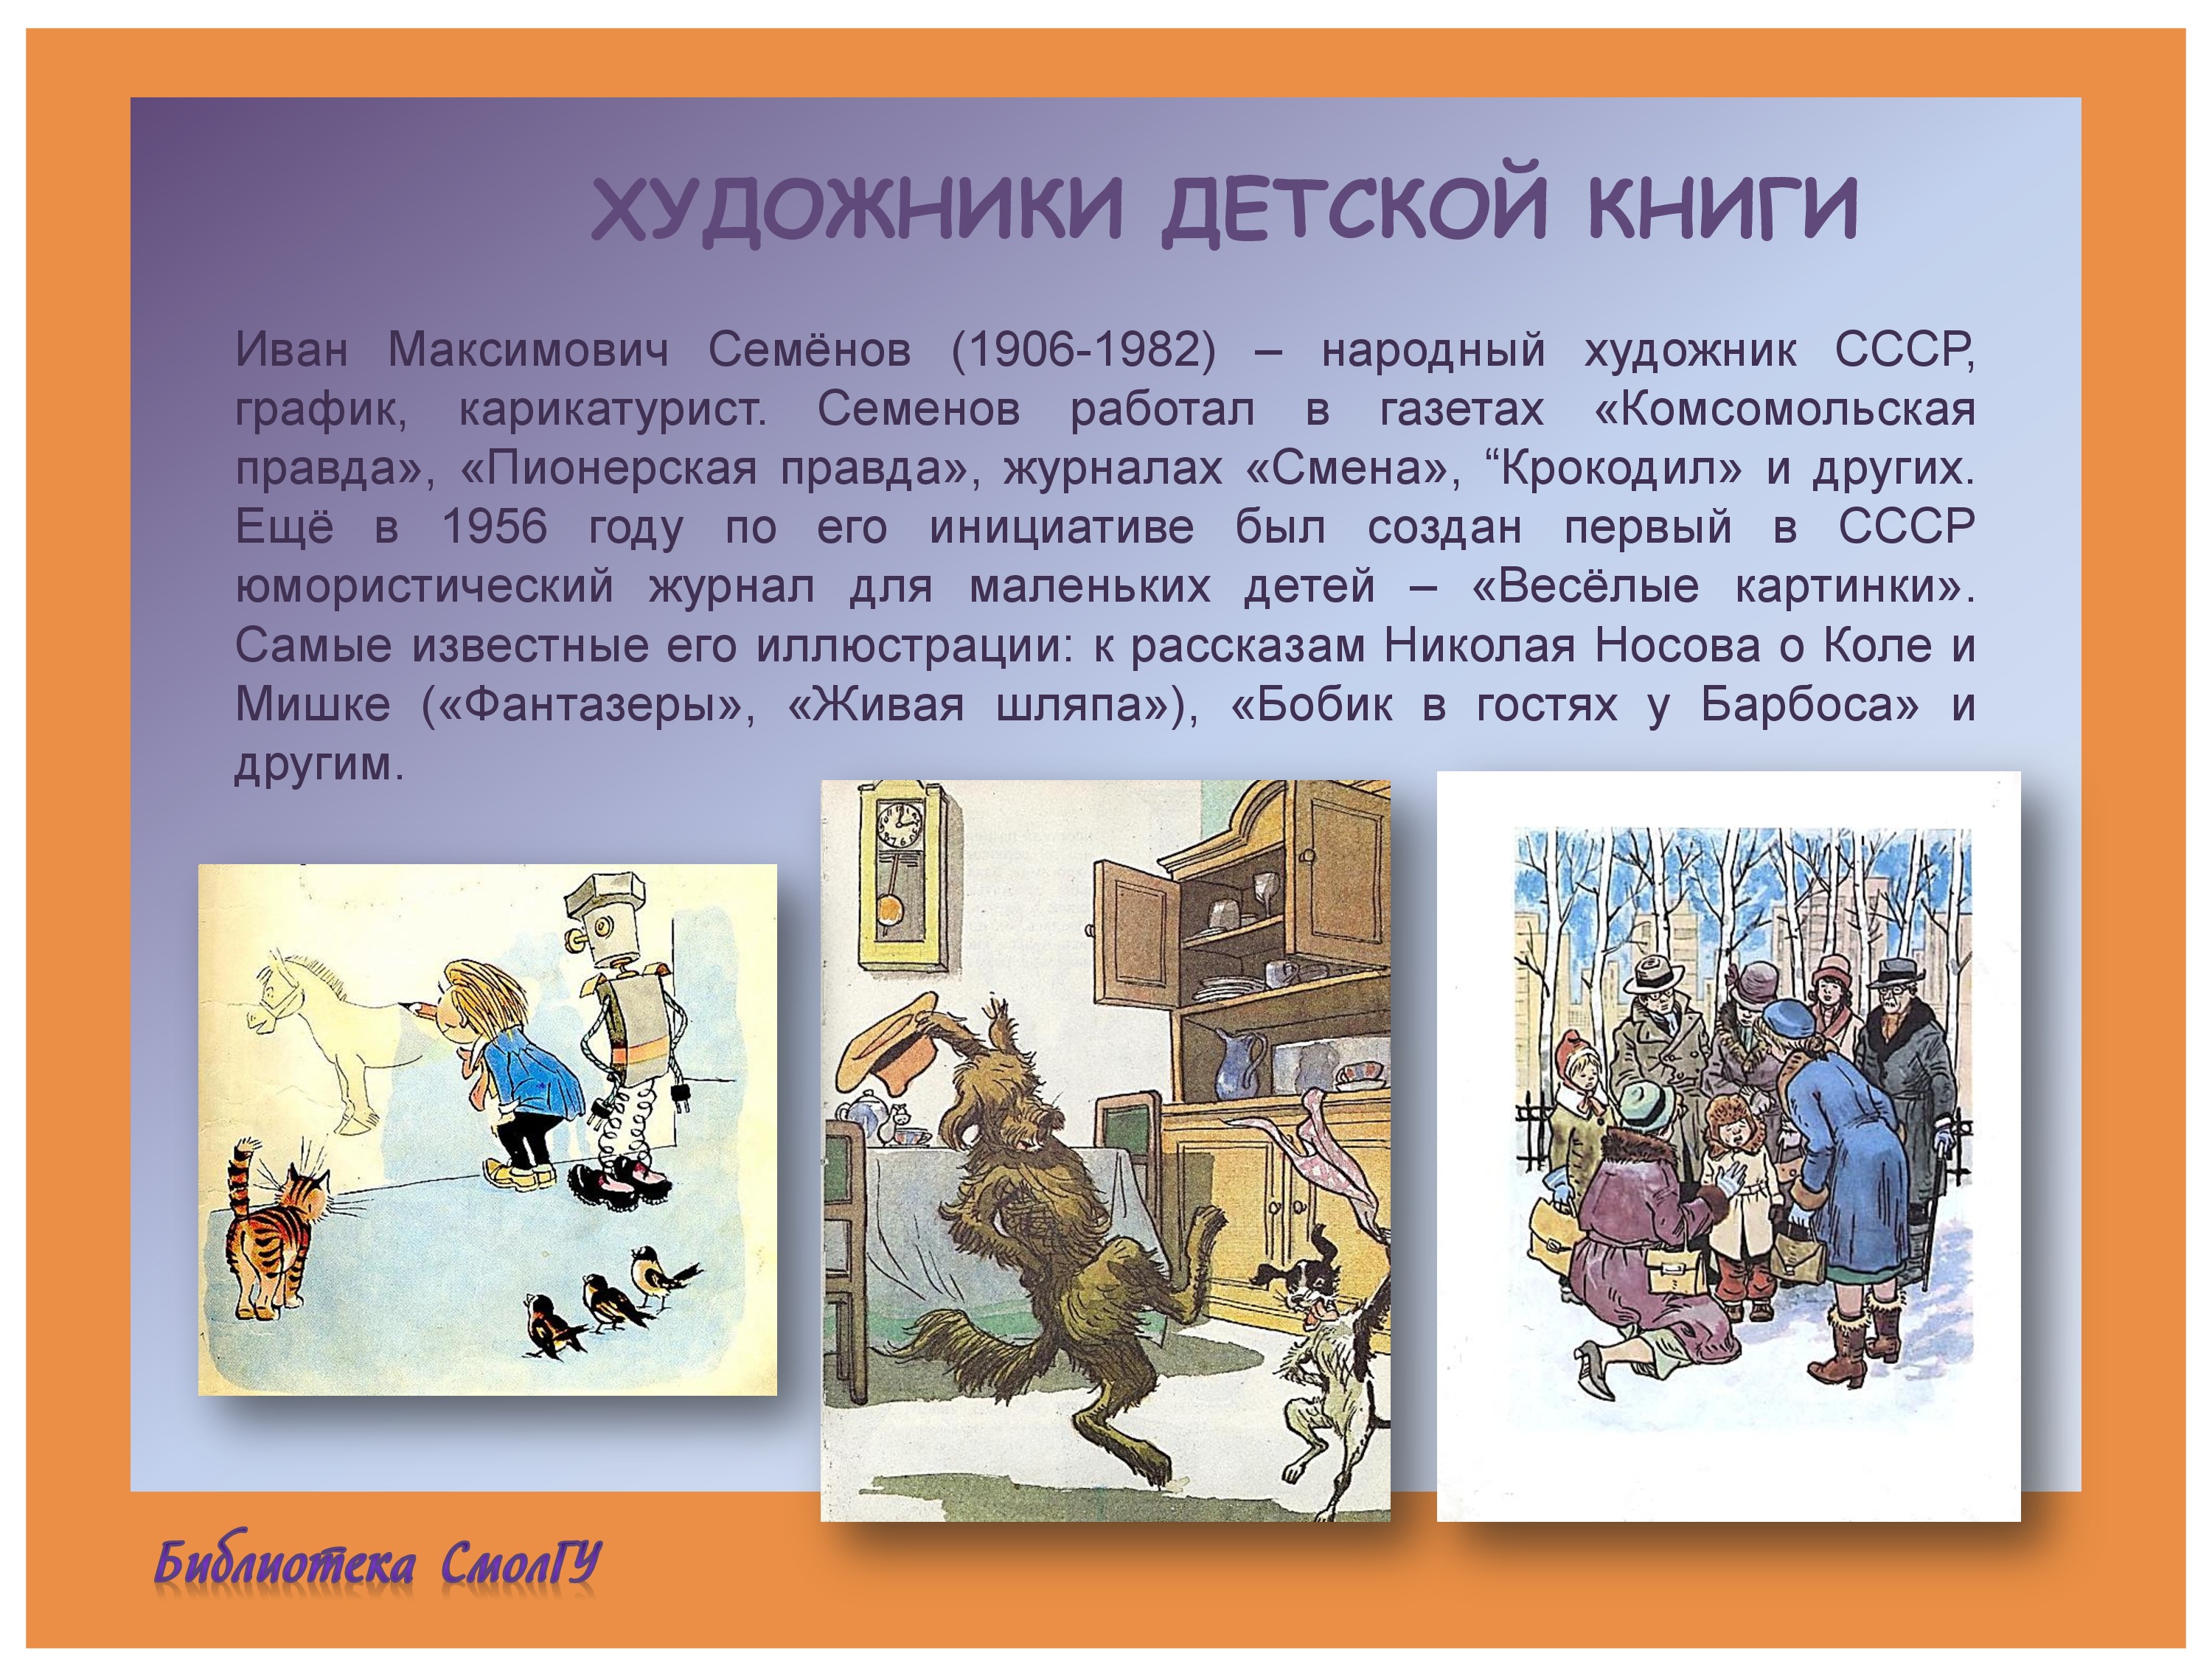 ХУДОЖНИКИ ДЕТСКОЙ КНИГИ
Иван Максимович Семёнов (1906-1982) – народный художник СССР,
график, карикатурист. Семенов работал в газетах «Комсомольская
правда», «Пионерская правда», журналах «Смена», “Крокодил» и других.
Ещё в 1956 году по его инициативе был создан первый в СССР
юмористический журнал для маленьких детей – «Весёлые картинки».
Самые известные его иллюстрации: к рассказам Николая Носова о Коле и
Мишке («Фантазеры», «Живая шляпа»), «Бобик в гостях у Барбоса» и
другим.
Библиотека СмолГУ